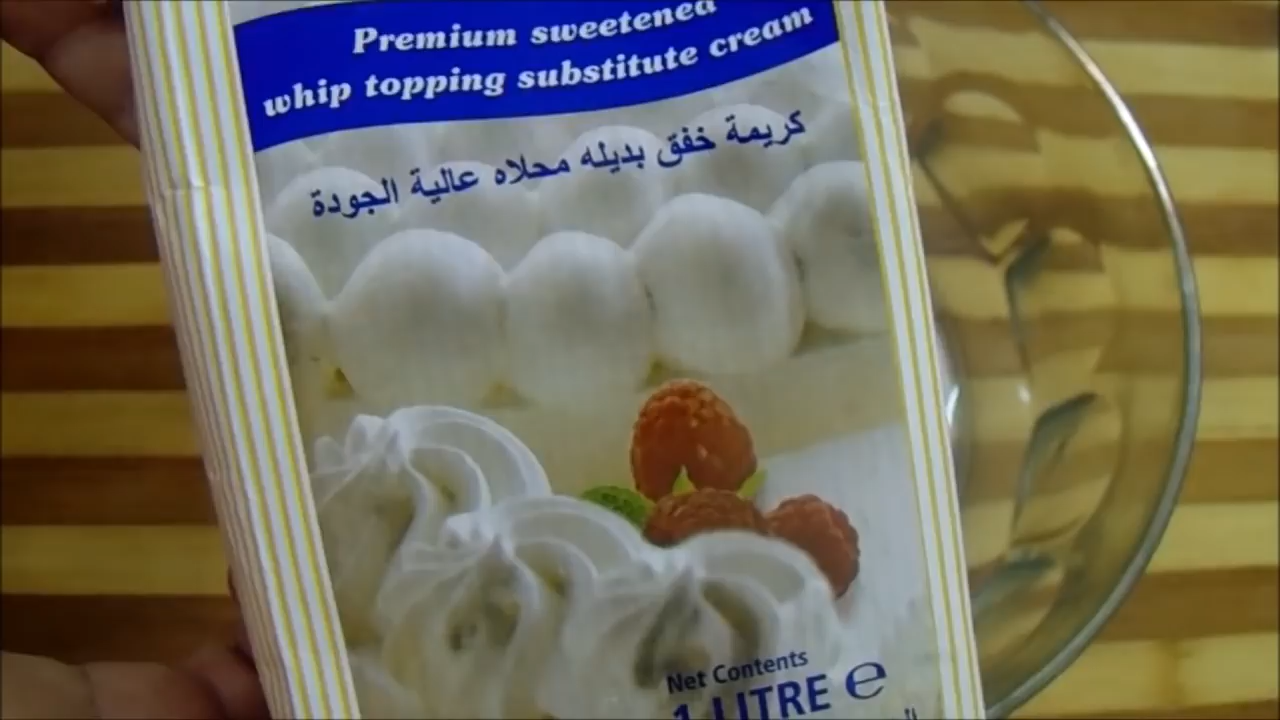 Premium sweetened
whip topping substitute cream
كريمة خفق بديله محلاه عالية الجودة
Net Contents
1 LITRE e